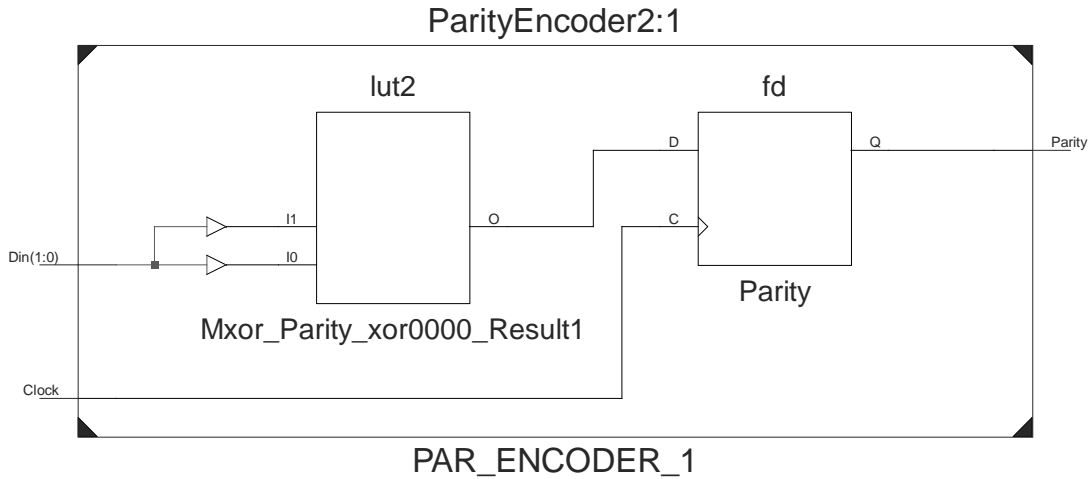 ParityEncoder2:1
lut2
fd
D
Q
Parity
I1
O
C
Din(1:0)
I0
Parity
Mxor_Parity_xor0000_Result1
Clock
PAR_ENCODER_1